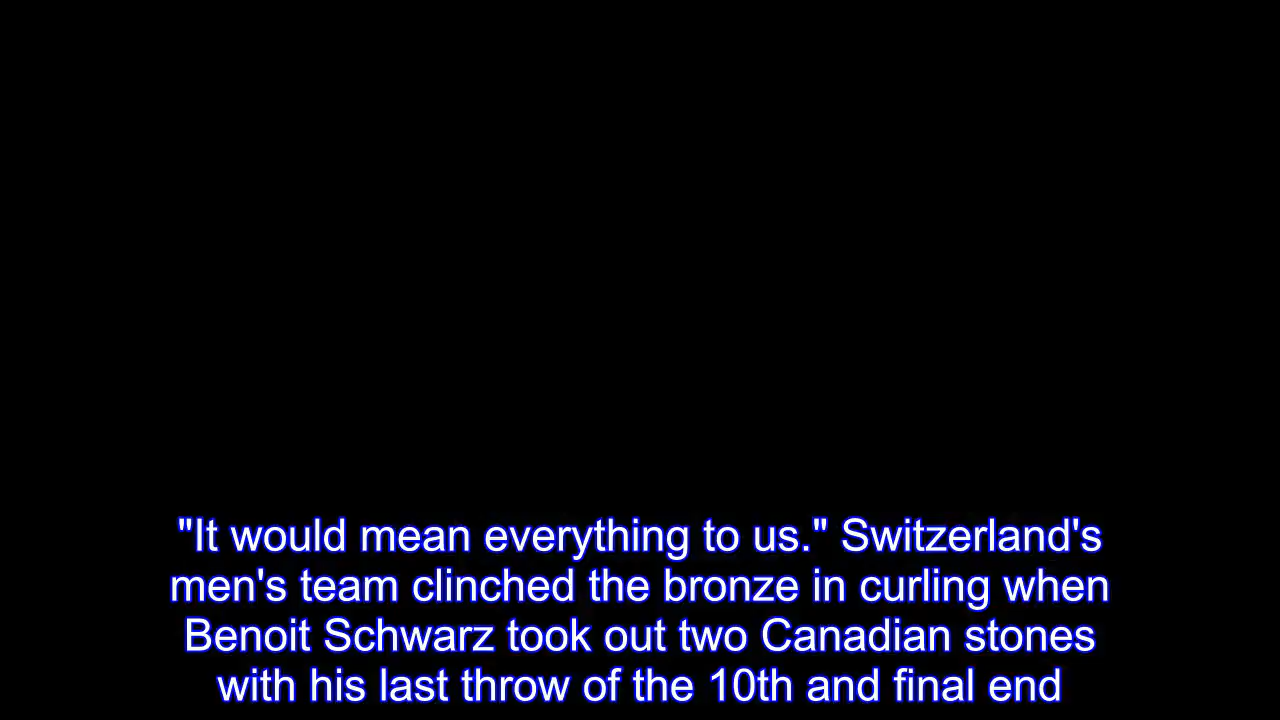 "It would mean everything to us." Switzerland's
men's team clinched the bronze in curling when
Benoit Schwarz took out two Canadian stones
with his last throw of the 10th and final end